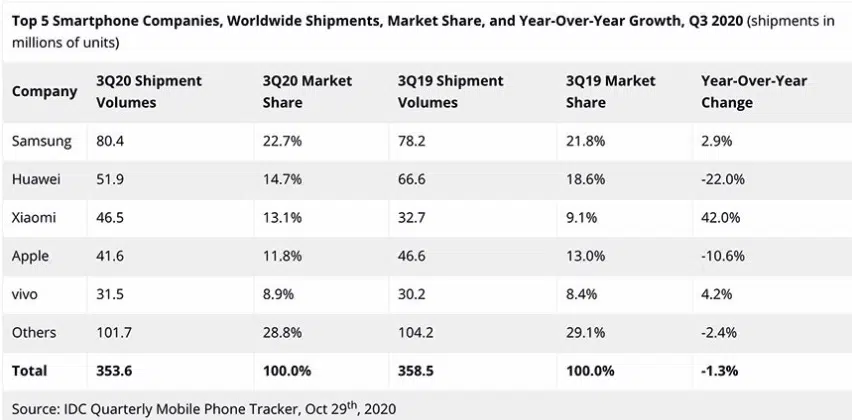 Top 5 Smartphone Companies, Worldwide Shipments, Market Share, and Year-Over-Year Growth, Q3 2020 (shipments in
millions of units)
Company 3Q20 Shipment Volumes 3Q20 Market Share 3Q19 Shipment Volumes 3Q19 Market Share Year-Over-Year Change
Samsung 80.4 22.7% 78.2 21.8% 2.9%
Huawei 51.9 14.7% 66.6 18.6% -22.0%
Xiaomi 46.5 13.1% 32.7 9.1% 42.0%
Apple 41.6 11.8% 46.6 13.0% -10.6%
vivo 31.5 8.9% 30.2 8.4% 4.2%
Others 101.7 28.8% 104.2 29.1% -2.4%
Total 353.6 100.0% 358.5 100.0% -1.3%
Source: IDC Quarterly Mobile Phone Tracker, Oct 29th, 2020